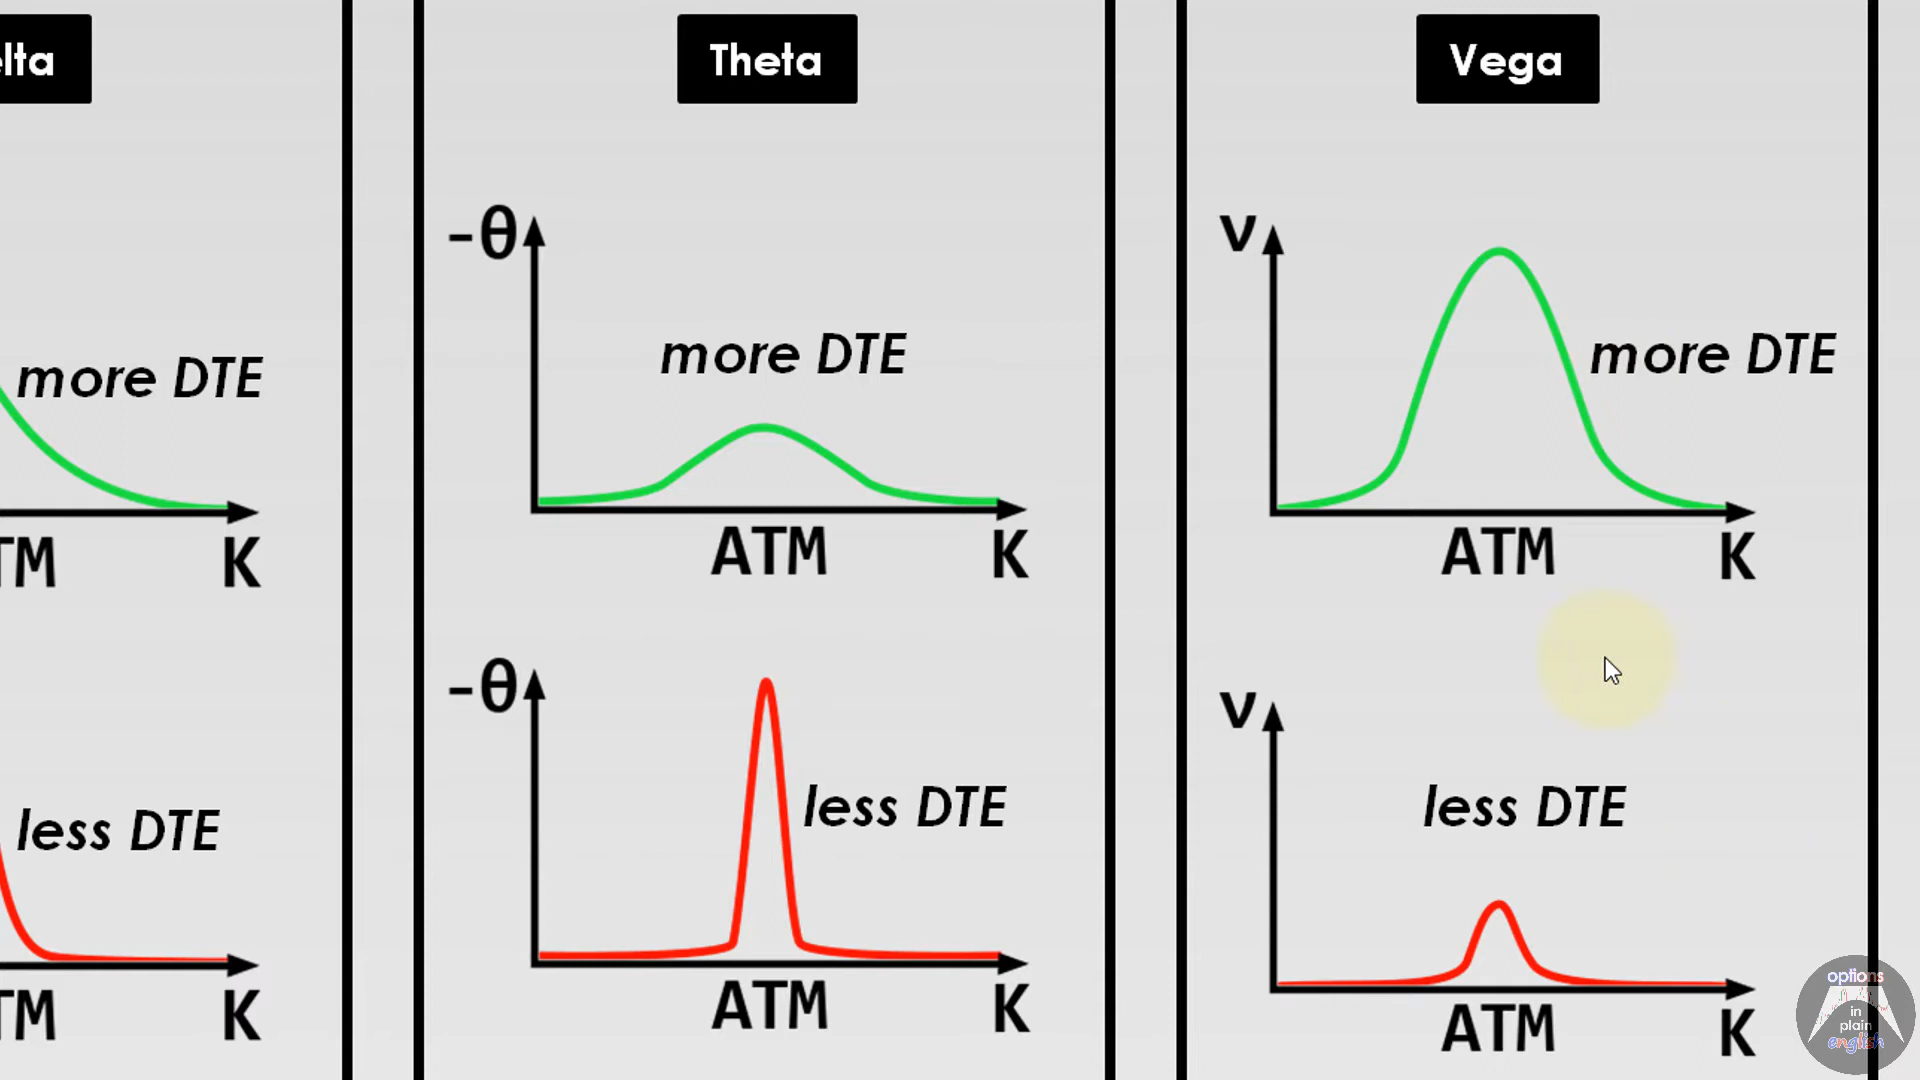 elta
more DTE
TM
K
less DTE
TM
K
Theta
-θ
more DTE
ATM
K
-θ
less DTE
ATM
K
Vega
ν
more DTE
ATM
K
ν
less DTE
ATM
K
options
in
plain
english